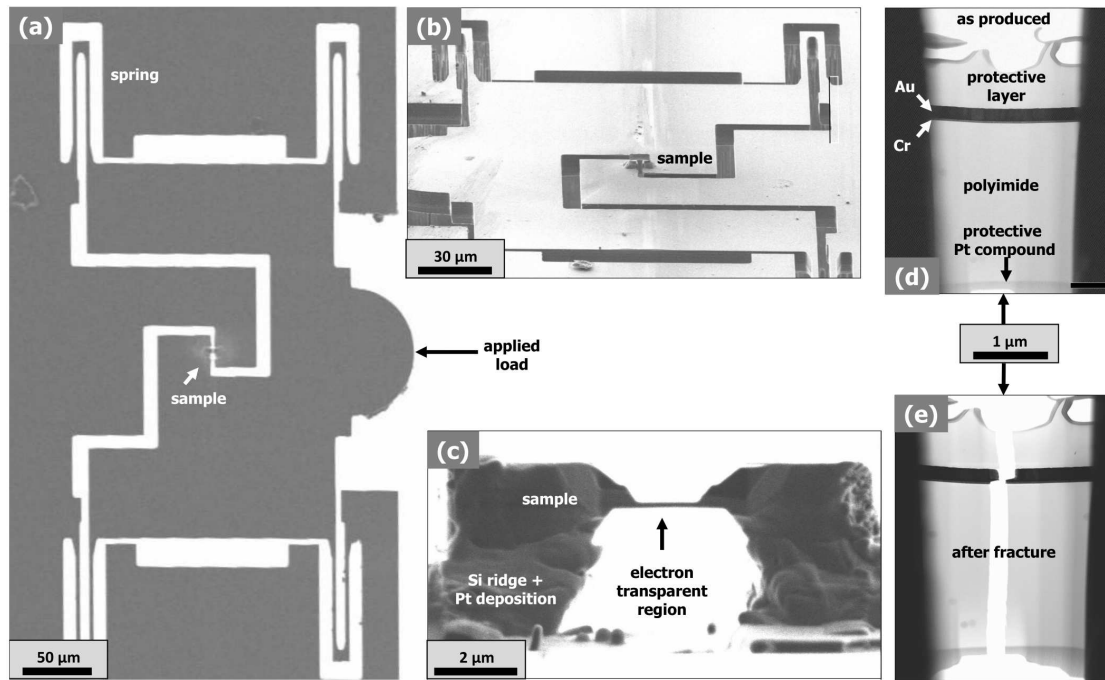 (a)
spring
sample
applied
load
50 µm
(b)
sample
30 µm
(c)
sample
Si ridge +
Pt deposition
electron
transparent
region
2 µm
as produced
protective
layer
Au
Cr
polyimide
protective
Pt compound
(d)
1 µm
(e)
after fracture